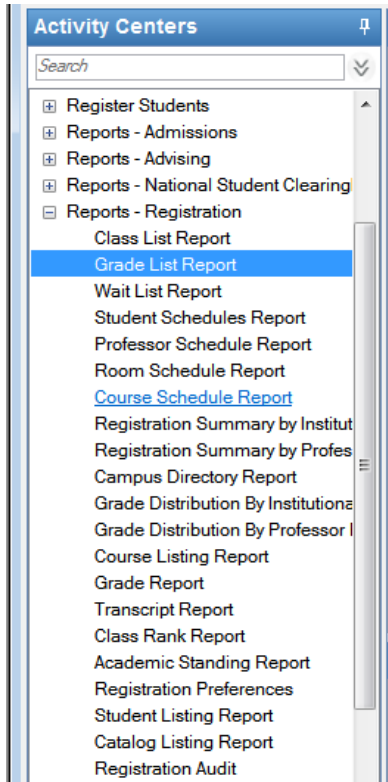 Activity Centers
Search
Register Students
Reports - Admissions
Reports - Advising
Reports - National Student Clearing
Reports - Registration
Class List Report
Grade List Report
Wait List Report
Student Schedules Report
Professor Schedule Report
Room Schedule Report
Course Schedule Report
Registration Summary by Institut
Registration Summary by Profes
Campus Directory Report
Grade Distribution By Instituiona
Grade Distribution By Professor
Course Listing Report
Grade Report
Transcript Report
Class Rank Report
Academic Standing Report
Registration Preferences
Student Listing Report
Catalog Listing Report
Registration Audit